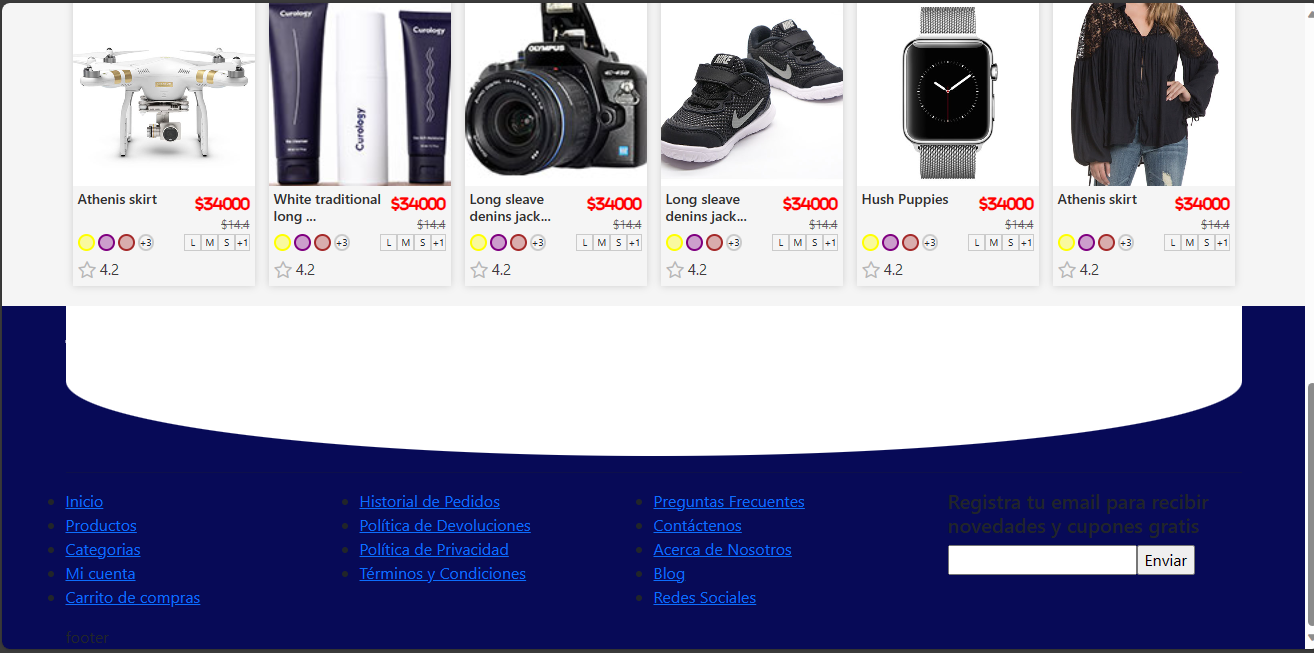 Curology
Curology
Curology
OLYMPUS
NIKE
Athenis skirt
$34000
$14.4
+3
L M S +1
4.2
White traditional
long ...
$34000
$14.4
+3
L M S +1
4.2
Long sleave
denins jack...
$34000
$14.4
+3
L M S +1
4.2
Long sleave
denins jack...
$34000
$14.4
+3
L M S +1
4.2
Hush Puppies
$34000
$14.4
+3
L M S +1
4.2
Athenis skirt
$34000
$14.4
+3
L M S +1
4.2
Inicio
Productos
Categorias
Mi cuenta
Carrito de compras
Historial de Pedidos
Política de Devoluciones
Política de Privacidad
Términos y Condiciones
Preguntas Frecuentes
Contáctenos
Acerca de Nosotros
Blog
Redes Sociales
Registra tu email para recibir
novedades y cupones gratis
Enviar
footer